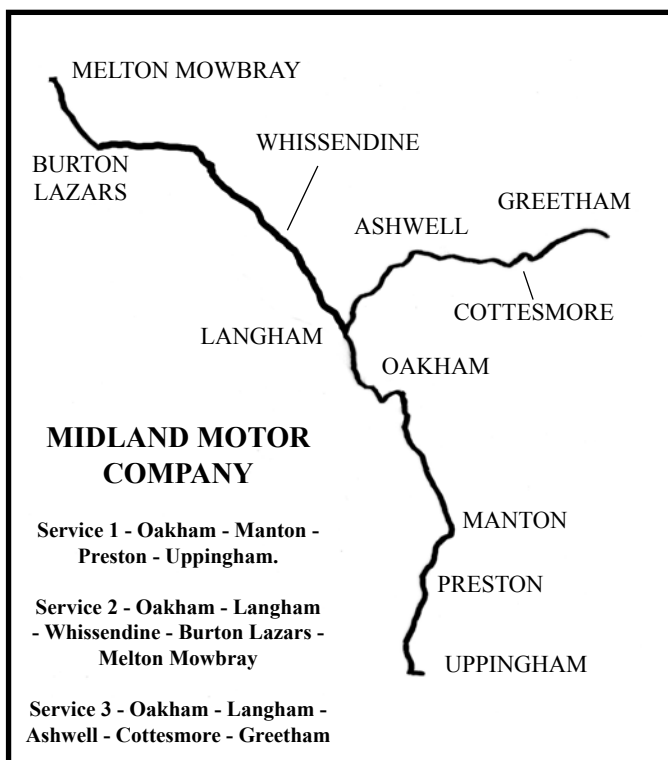 MELTON MOWBRAY
WHISSENDINE
BURTON
LAZARS
GREETHAM
ASHWELL
COTTESMORE
LANGHAM
OAKHAM
MIDLAND MOTOR
COMPANY
MANTON
Service 1 - Oakham - Manton -
Preston - Uppingham.
PRESTON
Service 2 - Oakham - Langham
- Whissendine - Burton Lazars -
Melton Mowbray
UPPINGHAM
Service 3 - Oakham - Langham -
Ashwell - Cottesmore - Greetham